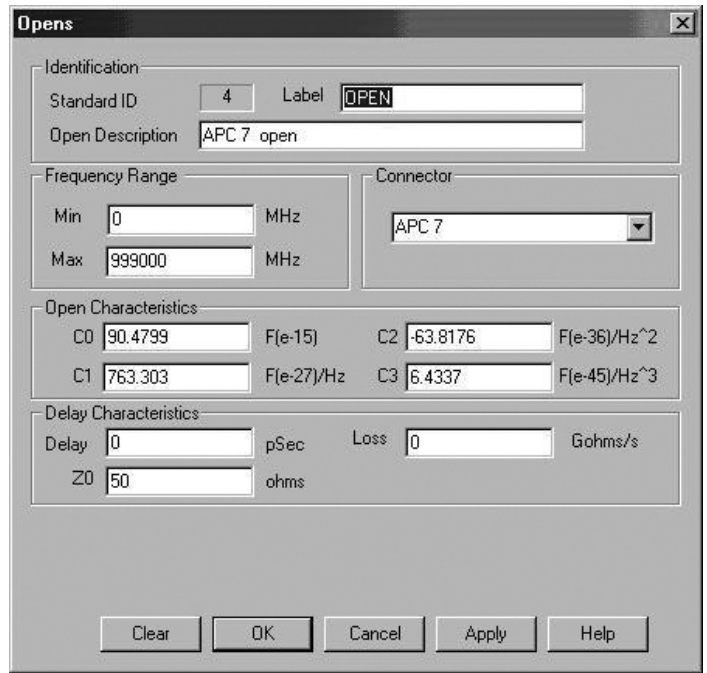 Opens
Identification
Standard ID 4 Label OPEN
Open Description APC 7 open
Frequency Range
Min 0 MHz
Max 999000 MHz
Connector
APC 7
Open Characteristics
C0 90.4799 F(e-15) C2 -63.8176 F(e-36)/Hz^2
C1 763.303 F(e-27)/Hz C3 6.4337 F(e-45)/Hz^3
Delay Characteristics
Delay 0 pSec Loss 0 Gohms/s
Z0 50 ohms
Clear OK Cancel Apply Help